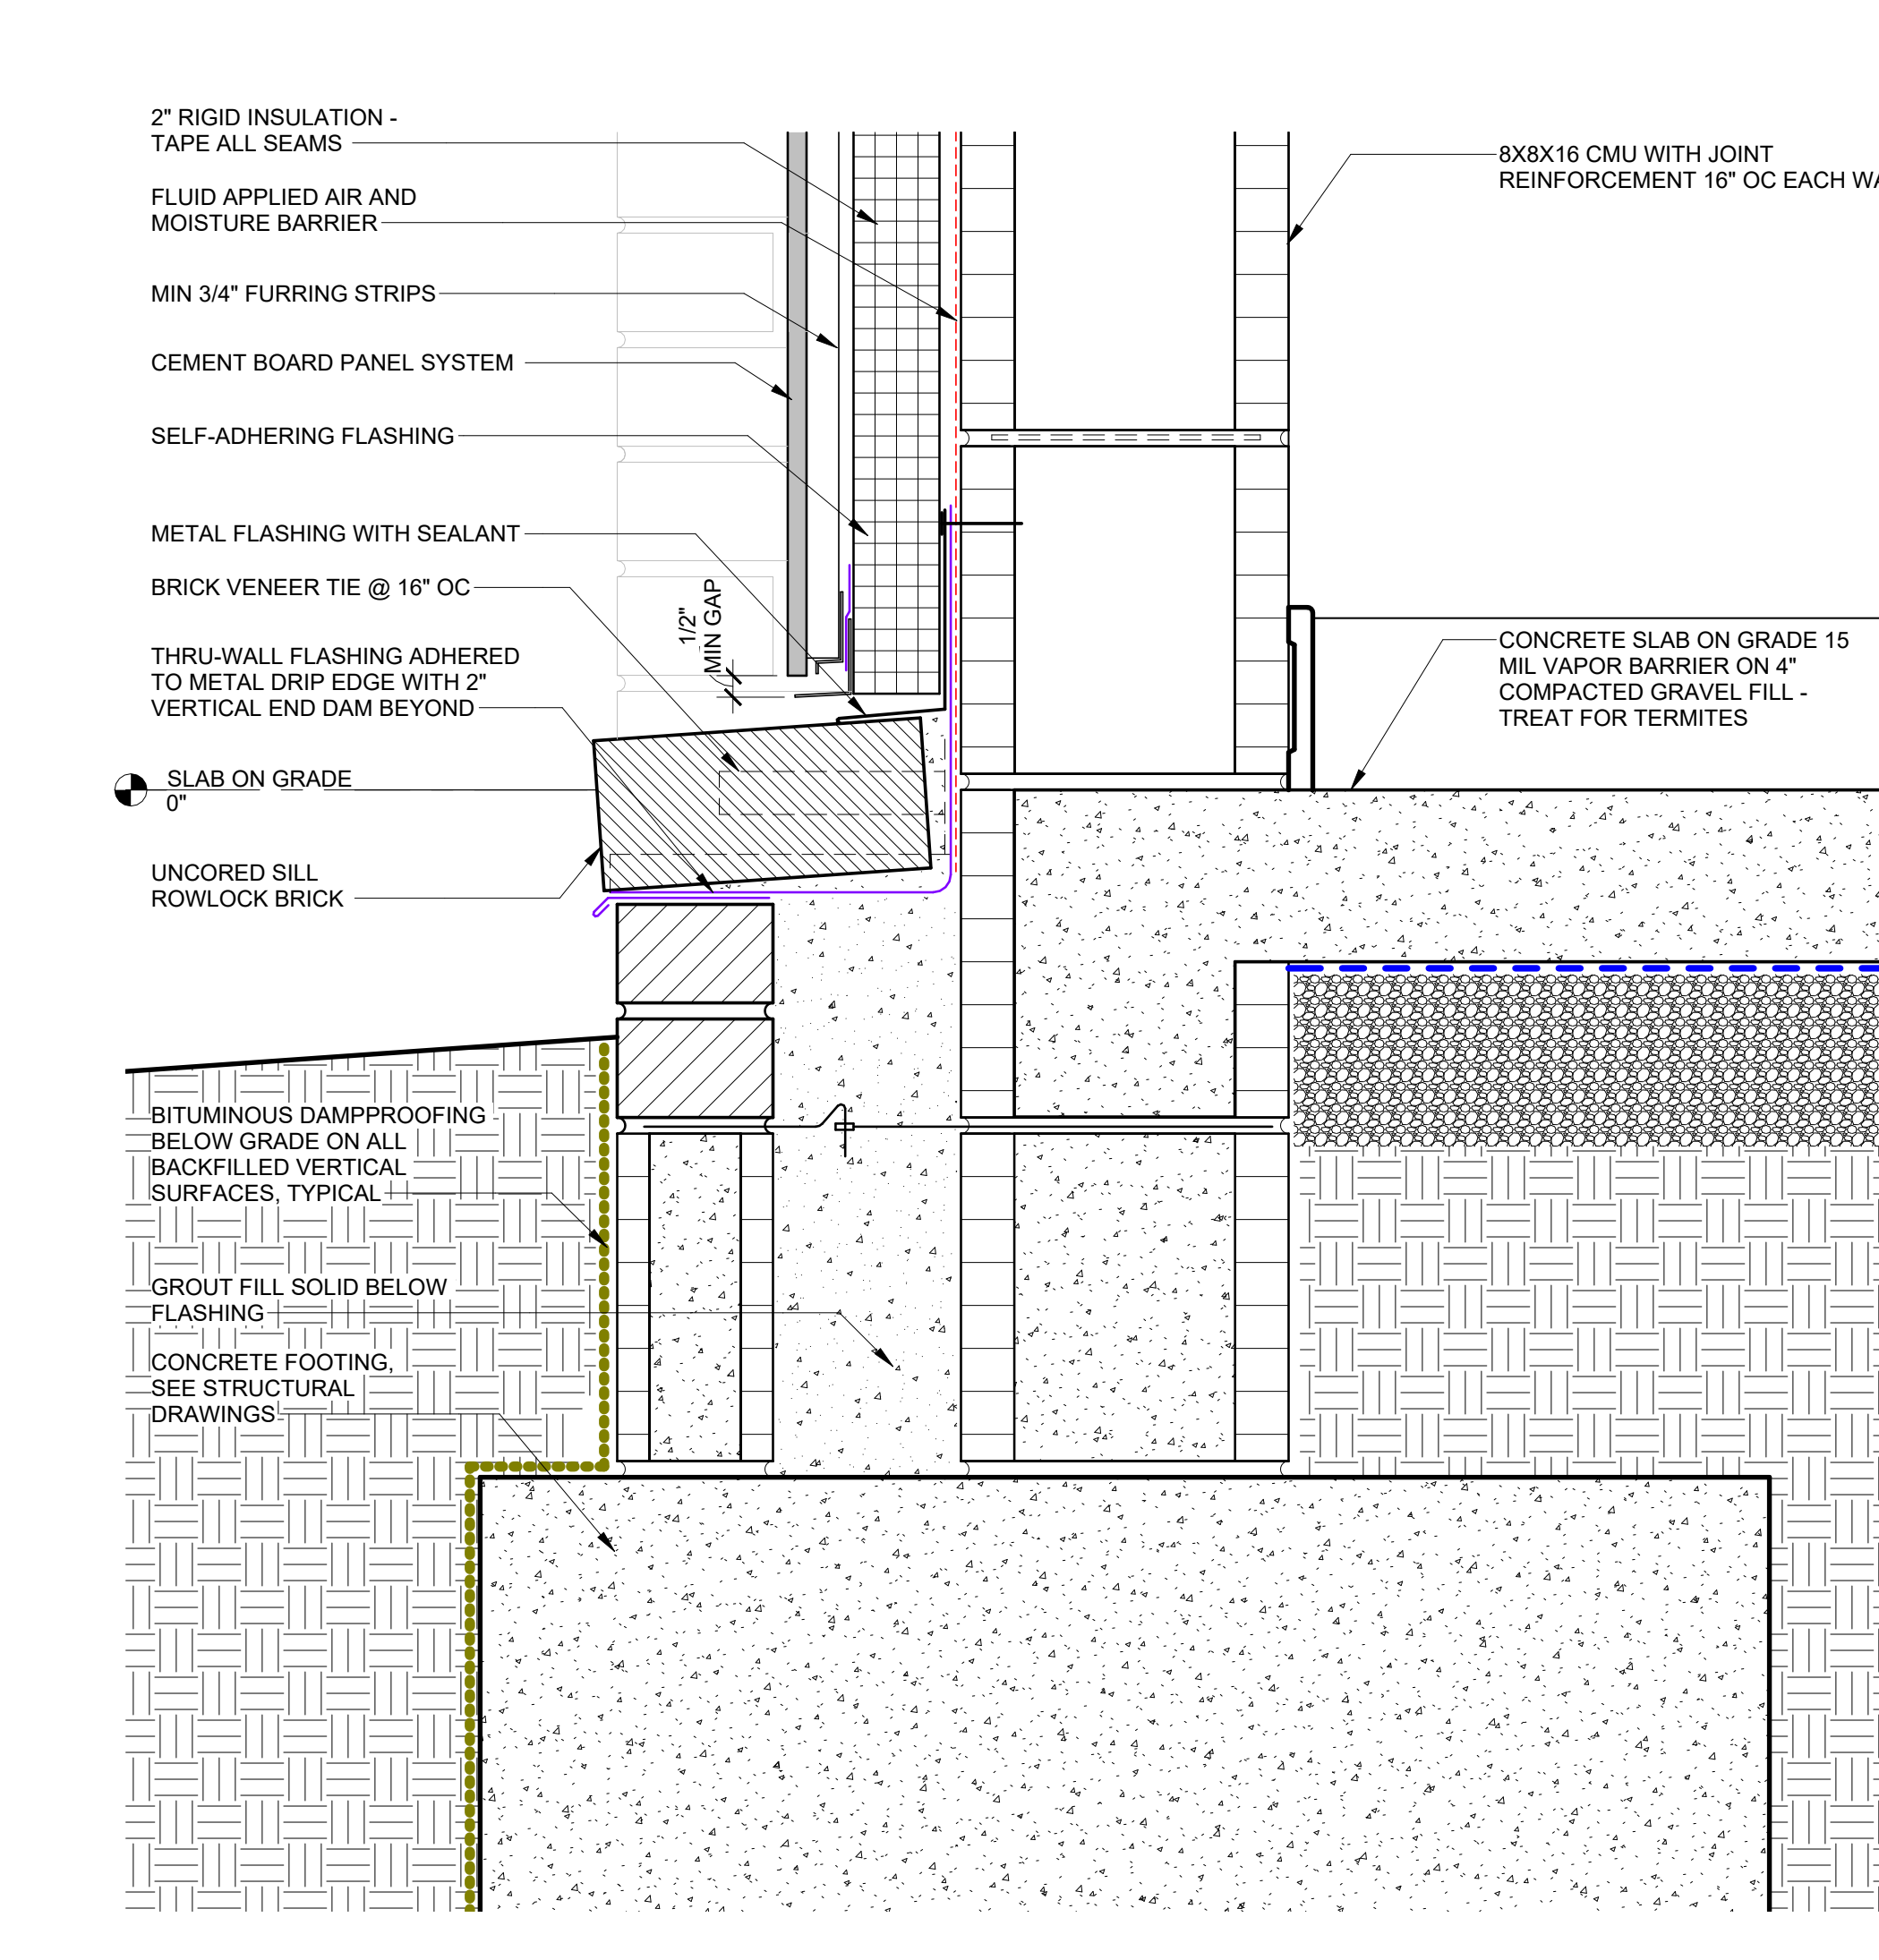 2" RIGID INSULATION -
TAPE ALL SEAMS
FLUID APPLIED AIR AND
MOISTURE BARRIER
MIN 3/4" FURRING STRIPS
CEMENT BOARD PANEL SYSTEM
SELF-ADHERING FLASHING
METAL FLASHING WITH SEALANT
BRICK VENEER TIE @ 16" OC
THRU-WALL FLASHING ADHERED
TO METAL DRIP EDGE WITH 2"
VERTICAL END DAM BEYOND
SLAB ON GRADE
0"
UNCORED SILL
ROWLOCK BRICK
BITUMINOUS DAMPPROOFING
BELOW GRADE ON ALL
BACKFILLED VERTICAL
SURFACES, TYPICAL
GROUT FILL SOLID BELOW
FLASHING
CONCRETE FOOTING,
SEE STRUCTURAL
DRAWINGS
1/2"
MIN GAP
8X8X16 CMU WITH JOINT
REINFORCEMENT 16" OC EACH
CONCRETE SLAB ON GRADE 15
MIL VAPOR BARRIER ON 4"
COMPACTED GRAVEL FILL -
TREAT FOR TERMITES